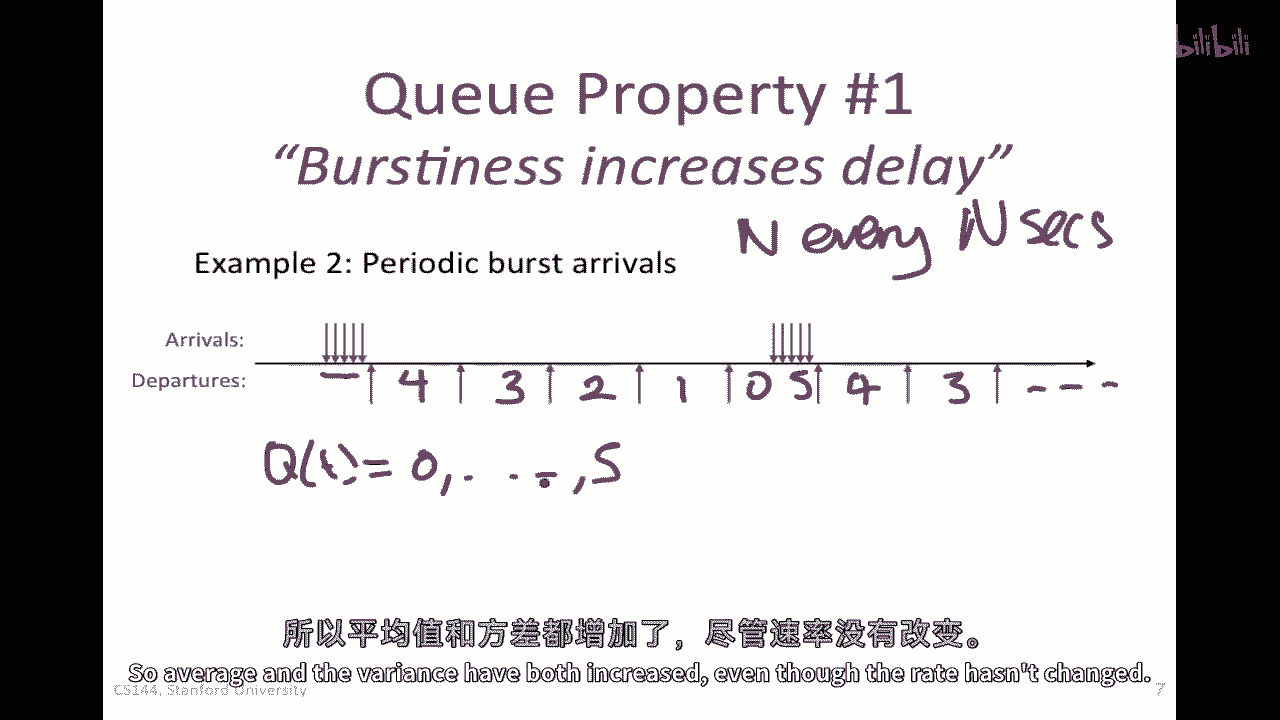 bilibili
Queue Property #1
“Burstiness increases delay”
N every N secs
Example 2: Periodic burst arrivals
Arrivals:
Departures: 4 3 2 1 0 5 4 3 - - -
Q(t) = 0, . . . , 5
所以平均值和方差都增加了，尽管速率没有改变。
So average and the variance have both increased, even though the rate hasn't changed.
CS144, Stanford University 7